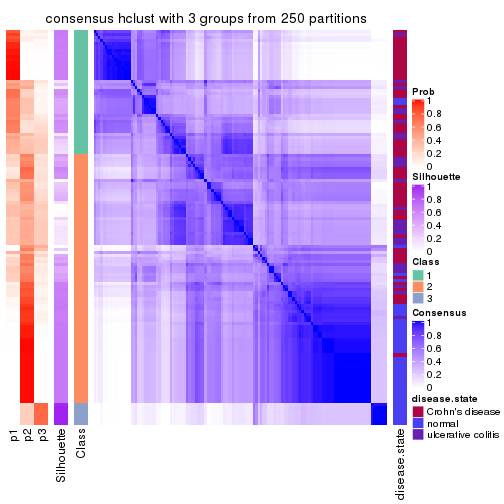 consensus hclust with 3 groups from 250 partitions
Prob
1
0.8
0.6
0.4
0.2
0
Silhouette
1
0.8
0.6
0.4
0.2
0
Class
1
2
3
Consensus
1
0.8
0.6
0.4
0.2
0
disease.state
Crohn's disease
normal
ulcerative colitis
p1
p2
p3
Silhouette
Class
disease.state